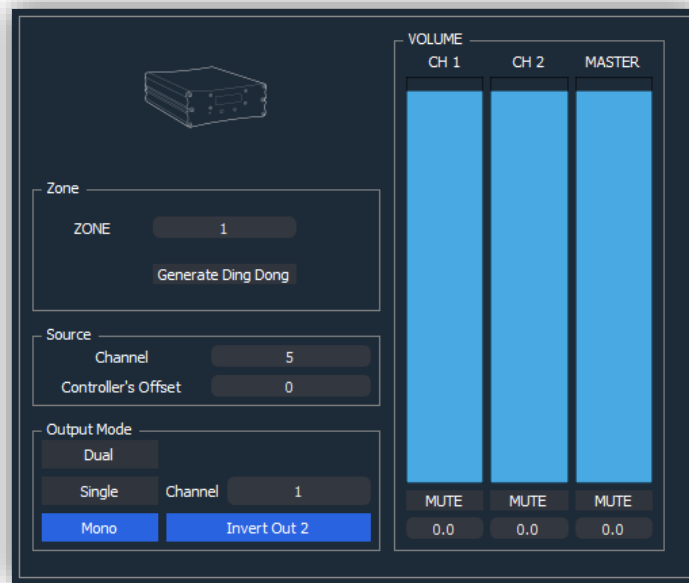 VOLUME
CH 1 CH 2 MASTER
Zone
ZONE 1
Generate Ding Dong
Source
Channel 5
Controller's Offset 0
Output Mode
Dual
Single Channel 1
Mono Invert Out 2
MUTE MUTE MUTE
0.0 0.0 0.0